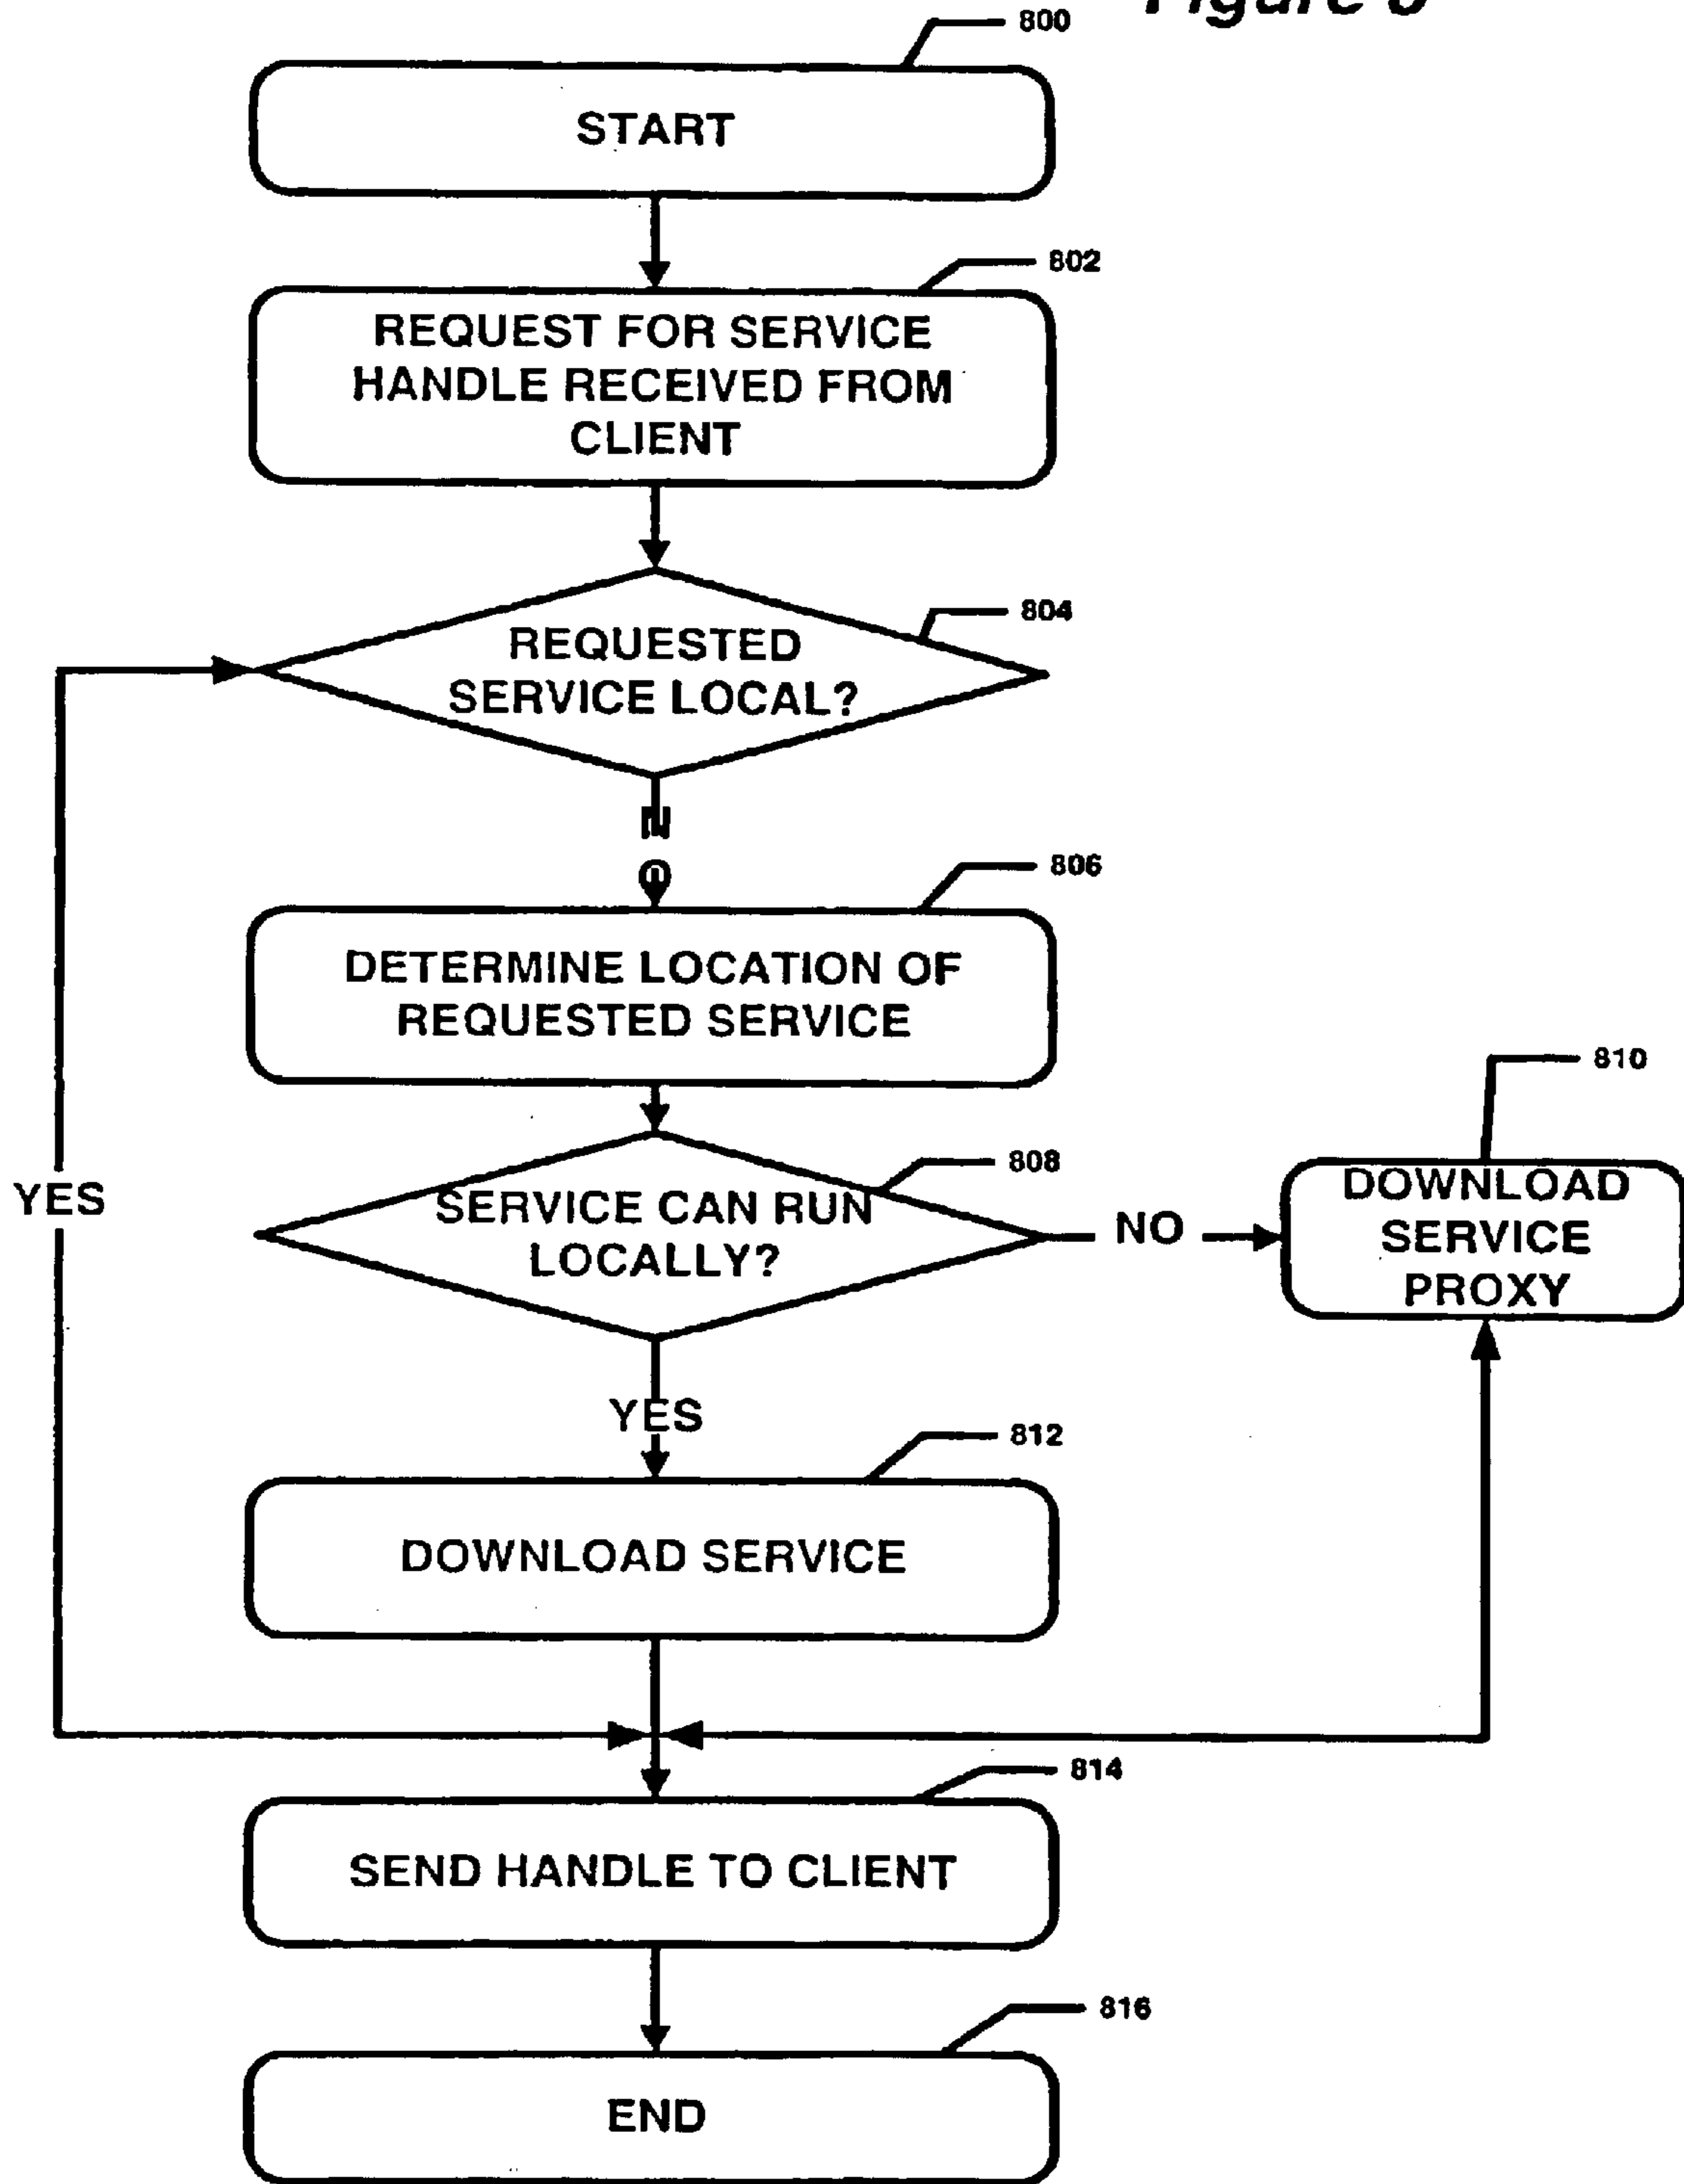 800
START
802
REQUEST FOR SERVICE
HANDLE RECEIVED FROM
CLIENT
804
REQUESTED
SERVICE LOCAL?
NO
806
DETERMINE LOCATION OF
REQUESTED SERVICE
810
808
YES
SERVICE CAN RUN
LOCALLY?
NO
DOWNLOAD
SERVICE
PROXY
YES
812
DOWNLOAD SERVICE
814
SEND HANDLE TO CLIENT
816
END